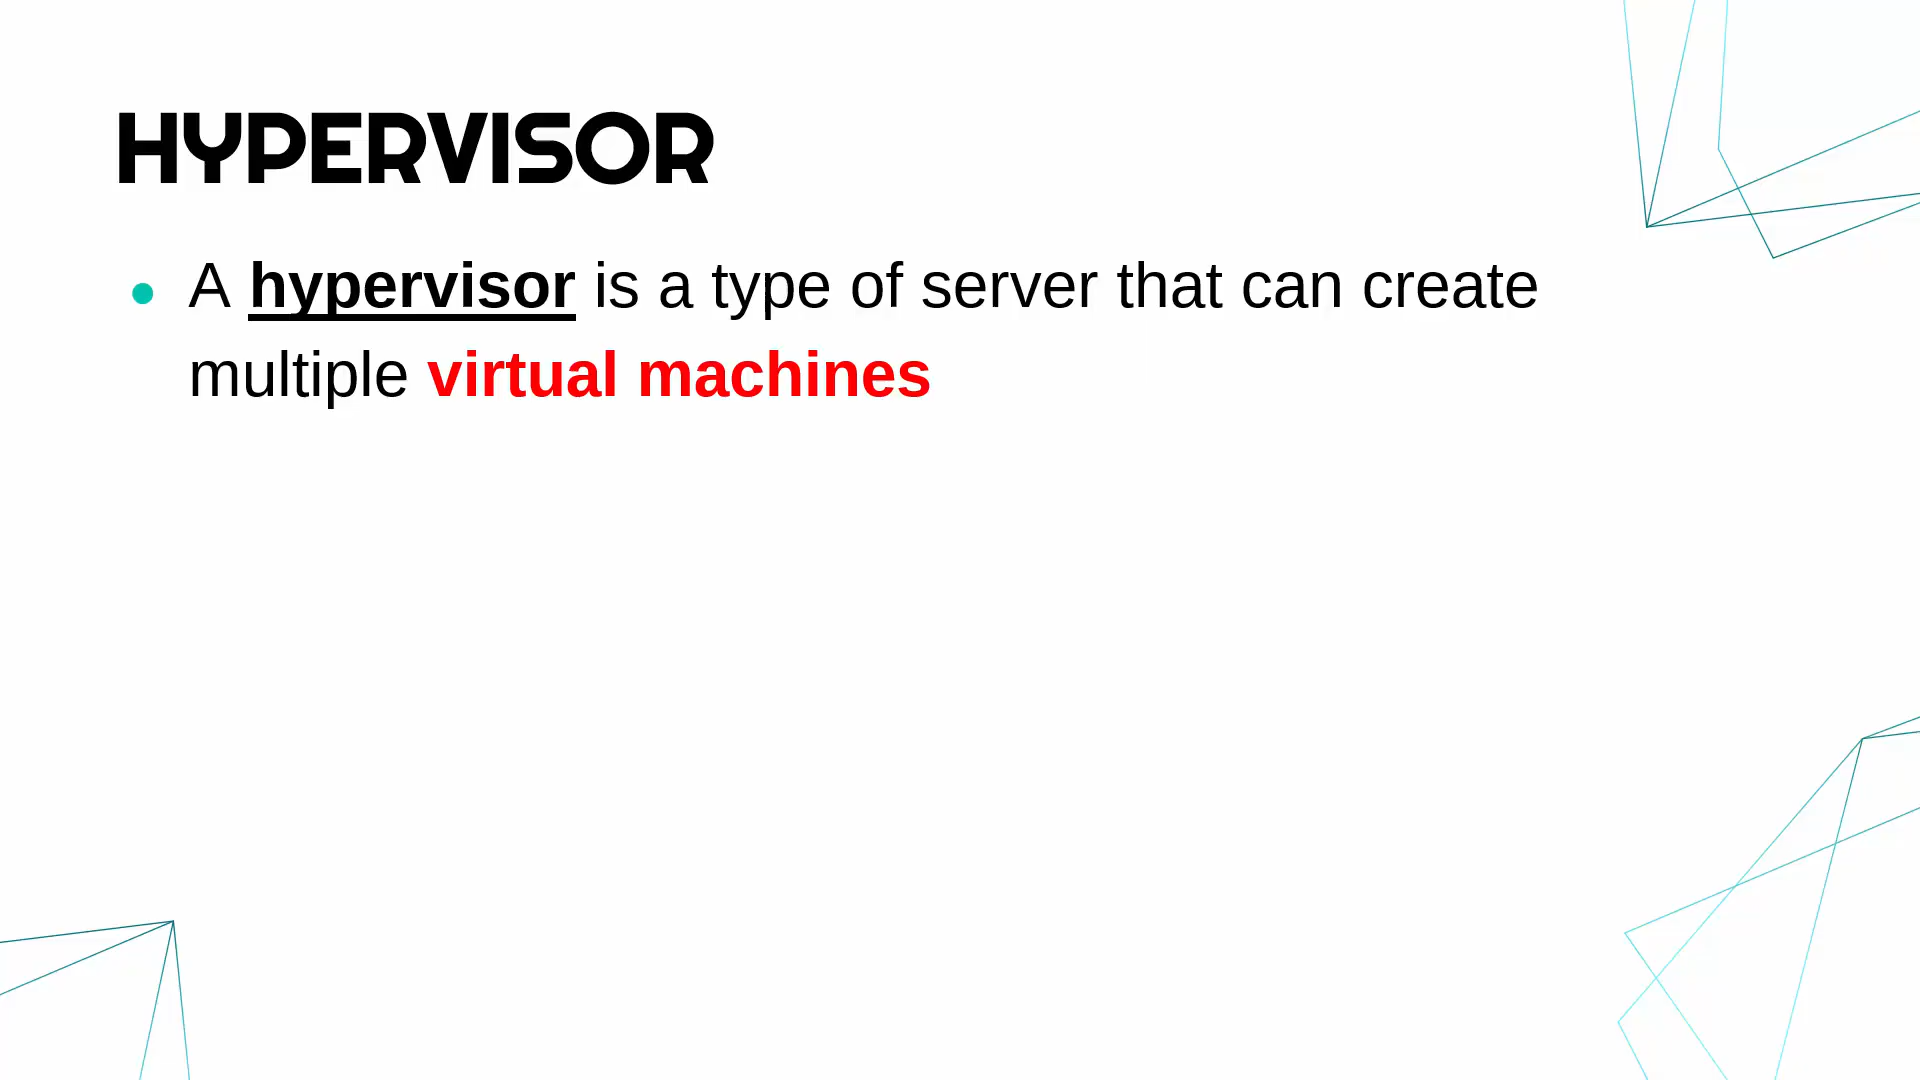 HYPERVISOR
A hypervisor is a type of server that can create
multiple virtual machines